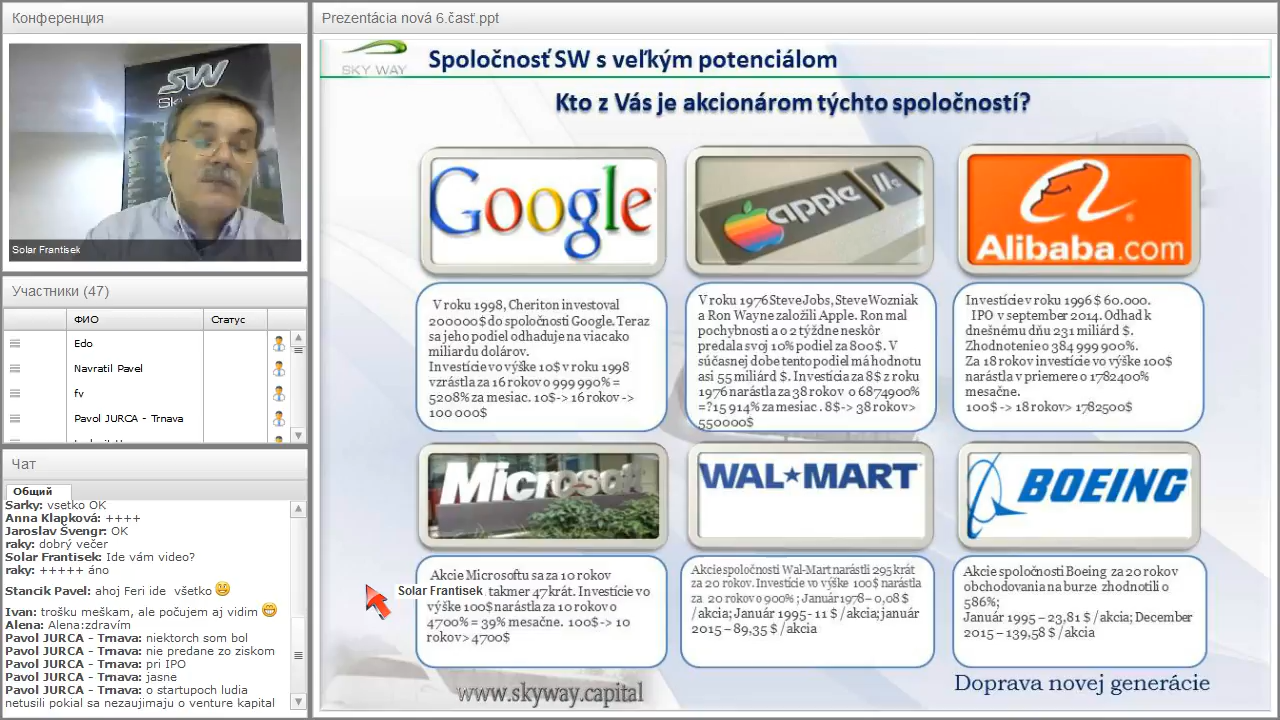 Конференция
SW
Sky
Solar Frantisek
Участники (47)
ФИО
Статус
Edo
Navratil Pavel
fv
Pavol JURCA - Trnava
Чат
Общий
Sarky: vsetko OK
Anna Klapková: ++++
Jaroslav Švengr: OK
raky: dobrý večer
Solar Frantisek: Ide vám video?
raky: +++++ áno
Stancik Pavel: ahoj Feri ide všetko
Ivan: trošku meškam, ale počujem aj vidim
Alena: Alena:zdravím
Pavol JURCA - Trnava: niektorch som bol
Pavol JURCA - Trnava: nie predane zo ziskom
Pavol JURCA - Trnava: pri IPO
Pavol JURCA - Trnava: jasne
Pavol JURCA - Trnava: o startupoch ludia
netusili pokial sa nezaujimaju o venture kapital
Prezentácia nová 6.časť.ppt
SKY WAY
Spoločnosť SW s veľkým potenciálom
Kto z Vás je akcionárom týchto spoločností?
Google
V roku 1998, Cheriton investoval
200000$ do spoločnosti Google. Teraz
sa jeho podiel odhaduje na viac ako
miliardu dolárov.
Investície vo výške 10$ v roku 1998
vzrástla za 16 rokov o 999 990% =
5208% za mesiac. 10$-> 16 rokov ->
100 000$
apple
V roku 1976 Steve Jobs, Steve Wozniak
a Ron Wayne založili Apple. Ron mal
pochybnosti a o 2 týždne neskôr
predala svoj 10% podiel za 800$. V
súčasnej dobe tento podiel má hodnotu
asi 55 miliárd $. Investícia za 8$ z roku
1976 narástla za 38 rokov o 6874900%
=?15 914% za mesiac . 8$-> 38 rokov>
550000$
Alibaba.com
Investície v roku 1996 $ 60.000.
IPO v september 2014. Odhad k
dnešnému dňu 231 miliárd $.
Zhodnotenie o 384 999 900%.
Za 18 rokov investície vo výške 100$
narástla v priemere o 1782400%
mesačne.
100$ -> 18 rokov> 1782500$
Microsoft
Akcie Microsoftu sa za 10 rokov
takmer 47krát. Investície vo
výške 100$ narástla za 10 rokov o
4700% = 39% mesačne. 100$-> 10
rokov> 4700$
Solar Frantisek
WAL★MART
Akcie spoločnosti Wal-Mart narástli 295 krát
za 20 rokov. Investície vo výške 100$ narástla
za 20 rokov o 900% ; Január 1978 – 0,08 $
/akcia; Január 1995 - 11 $ /akcia;január
2015 – 89,35 $ /akcia
BOEING
Akcie spoločnosti Boeing za 20 rokov
obchodovania na burze zhodnotili o
586%;
Január 1995 – 23,81 $/akcia; December
2015 – 139,58 $ /akcia
www.skyway.capital
Doprava novej generácie